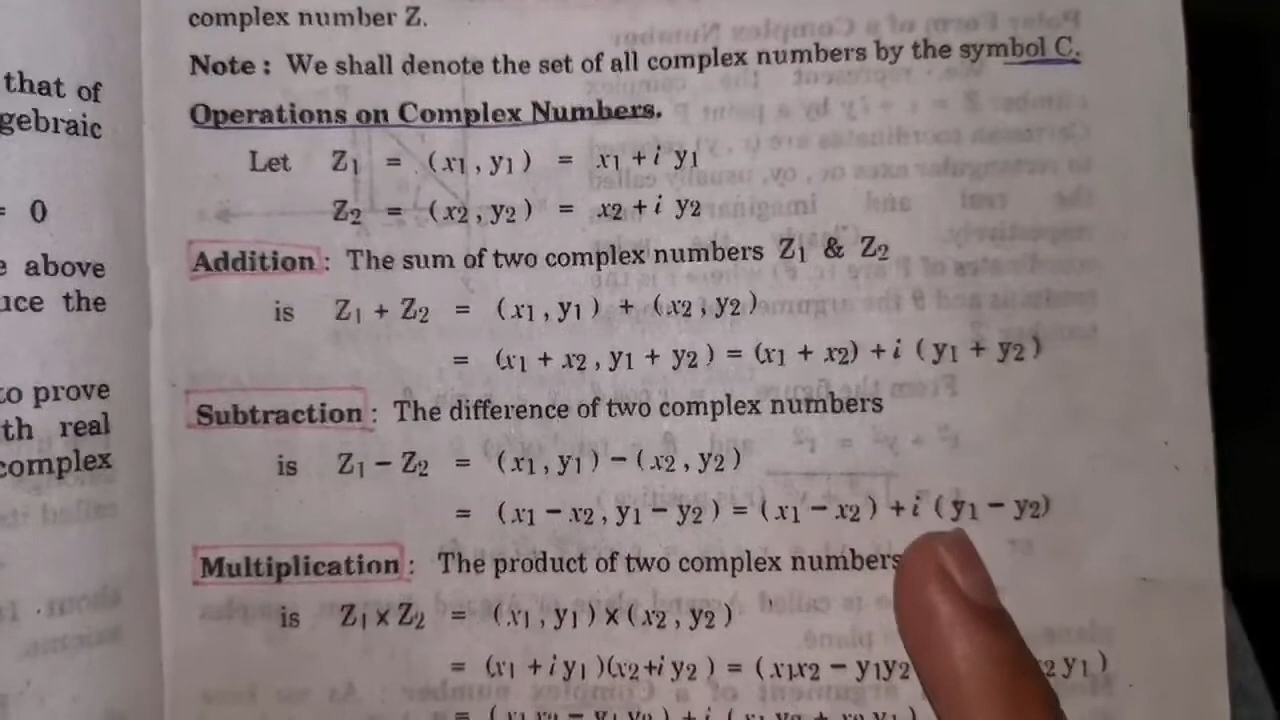 that of
gebraic
= 0
e above
uce the
to prove
th real
complex
complex number Z.
Note : We shall denote the set of all complex numbers by the symbol C.
Operations on Complex Numbers.
Let Z1 = (x1, y1) = x1 + i y1
Z2 = (x2, y2) = x2 + i y2
Addition : The sum of two complex numbers Z1 & Z2
is Z1 + Z2 = (x1, y1) + (x2, y2)
= (x1 + x2, y1 + y2) = (x1 + x2) + i (y1 + y2)
Subtraction : The difference of two complex numbers
is Z1 − Z2 = (x1, y1) − (x2, y2)
= (x1 − x2, y1 − y2) = (x1 − x2) + i (y1 − y2)
Multiplication : The product of two complex numbers
is Z1 x Z2 = (x1, y1) x (x2, y2)
= (x1 + i y1)(x2 + i y2) = (x1x2 − y1y2 x2 y1)